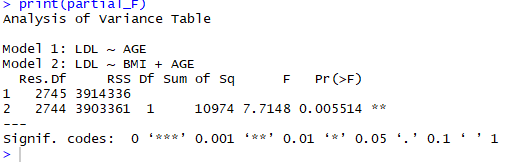 > print(partial_F)
Analysis of Variance Table

Model 1: LDL ~ AGE
Model 2: LDL ~ BMI + AGE
  Res.Df     RSS Df Sum of Sq      F   Pr(>F)
1   2745 3914336
2   2744 3903361  1     10974 7.7148 0.005514 **
---
Signif. codes:  0 ‘***’ 0.001 ‘**’ 0.01 ‘*’ 0.05 ‘.’ 0.1 ‘ ’ 1
>